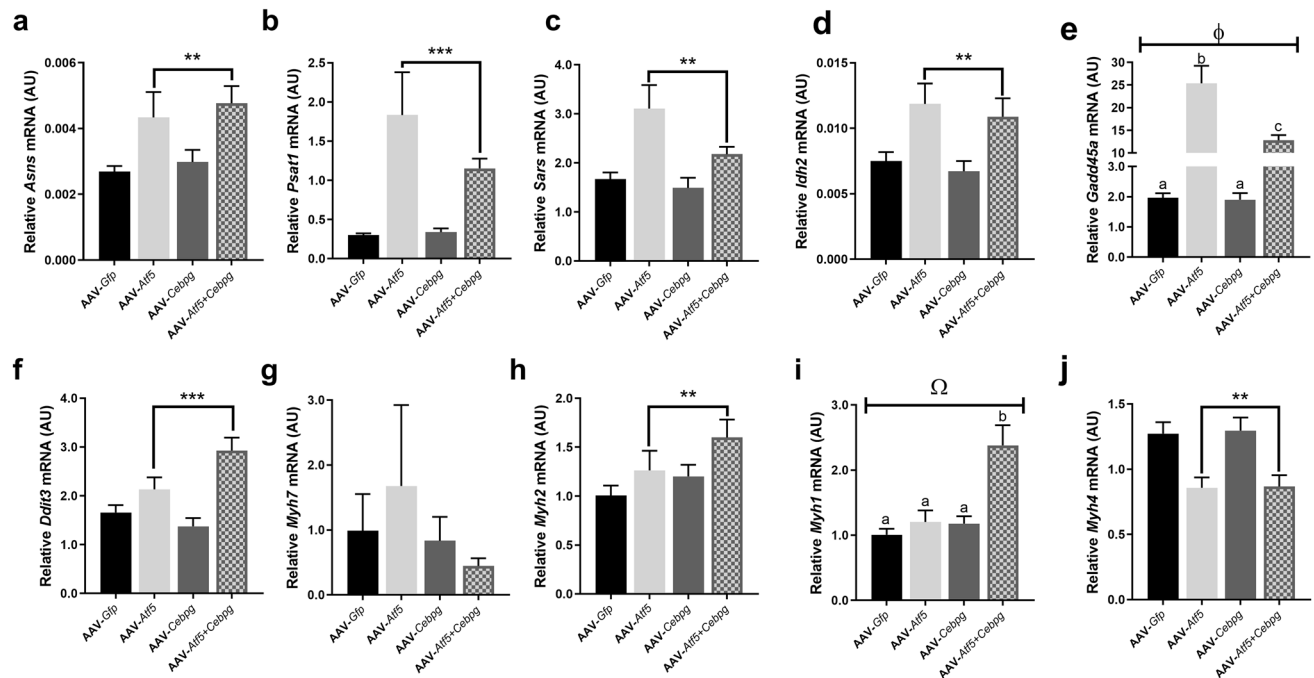 a
Relative Asns mRNA (AU)
0.006
0.004
0.002
0.000
**
AAV-Gfp
AAV-Atf5
AAV-Cebpg
AAV-Atf5+Cebpg
b
Relative Psat1 mRNA (AU)
2.5
2.0
1.5
1.0
0.5
0.0
***
AAV-Gfp
AAV-Atf5
AAV-Cebpg
AAV-Atf5+Cebpg
c
Relative Sars mRNA (AU)
4.0
3.0
2.0
1.0
0.0
**
AAV-Gfp
AAV-Atf5
AAV-Cebpg
AAV-Atf5+Cebpg
d
Relative Idh2 mRNA (AU)
0.015
0.010
0.005
0.000
**
AAV-Gfp
AAV-Atf5
AAV-Cebpg
AAV-Atf5+Cebpg
e
Relative Gadd45a mRNA (AU)
ϕ
30
25
20
15
10
2.0
1.0
0.0
a
b
a
c
AAV-Gfp
AAV-Atf5
AAV-Cebpg
AAV-Atf5+Cebpg
f
Relative Ddit3 mRNA (AU)
4.0
3.0
2.0
1.0
0.0
***
AAV-Gfp
AAV-Atf5
AAV-Cebpg
AAV-Atf5+Cebpg
g
Relative Myh7 mRNA (AU)
3.0
2.0
1.0
0.0
AAV-Gfp
AAV-Atf5
AAV-Cebpg
AAV-Atf5+Cebpg
h
Relative Myh2 mRNA (AU)
2.0
1.5
1.0
0.5
0.0
**
AAV-Gfp
AAV-Atf5
AAV-Cebpg
AAV-Atf5+Cebpg
i
Relative Myh1 mRNA (AU)
Ω
3.0
2.0
1.0
0.0
a
a
a
b
AAV-Gfp
AAV-Atf5
AAV-Cebpg
AAV-Atf5+Cebpg
j
Relative Myh4 mRNA (AU)
1.5
1.0
0.5
0.0
**
AAV-Gfp
AAV-Atf5
AAV-Cebpg
AAV-Atf5+Cebpg